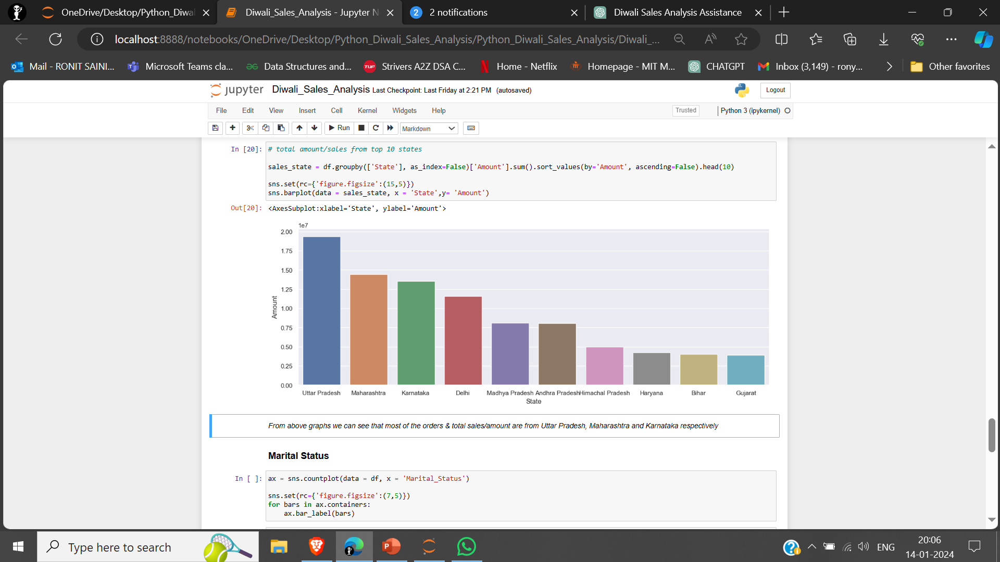 OneDrive/Desktop/Python_Diwal
Diwali_Sales_Analysis - Jupyter N
2
2 notifications
Diwali Sales Analysis Assistance
localhost:8888/notebooks/OneDrive/Desktop/Python_Diwali_Sales_Analysis/Python_Diwali_Sales_Analysis/Diwali_...
Mail - RONIT SAINI...
Microsoft Teams cla...
Data Structures and...
TUF
Strivers A2Z DSA C...
Home - Netflix
Homepage - MIT M...
CHATGPT
Inbox (3,149) - rony...
Other favorites
jupyter
Diwali_Sales_Analysis Last Checkpoint: Last Friday at 2:21 PM (autosaved)
Logout
File Edit View Insert Cell Kernel Widgets Help
Trusted
Python 3 (ipykernel)
Run
Markdown
In [20]: # total amount/sales from top 10 states
sales_state = df.groupby(['State'], as_index=False)['Amount'].sum().sort_values(by='Amount', ascending=False).head(10)
sns.set(rc={'figure.figsize':(15,5)})
sns.barplot(data = sales_state, x = 'State',y= 'Amount')
Out[20]: <AxesSubplot:xlabel='State', ylabel='Amount'>
1e7
2.00
1.75
1.50
1.25
1.00
0.75
0.50
0.25
0.00
Amount
Uttar Pradesh Maharashtra Karnataka Delhi Madhya Pradesh Andhra Pradesh Himachal Pradesh Haryana Bihar Gujarat
State
From above graphs we can see that most of the orders & total sales/amount are from Uttar Pradesh, Maharashtra and Karnataka respectively
Marital Status
In [ ]: ax = sns.countplot(data = df, x = 'Marital_Status')
sns.set(rc={'figure.figsize':(7,5)})
for bars in ax.containers:
ax.bar_label(bars)
Type here to search
ENG
20:06
14-01-2024